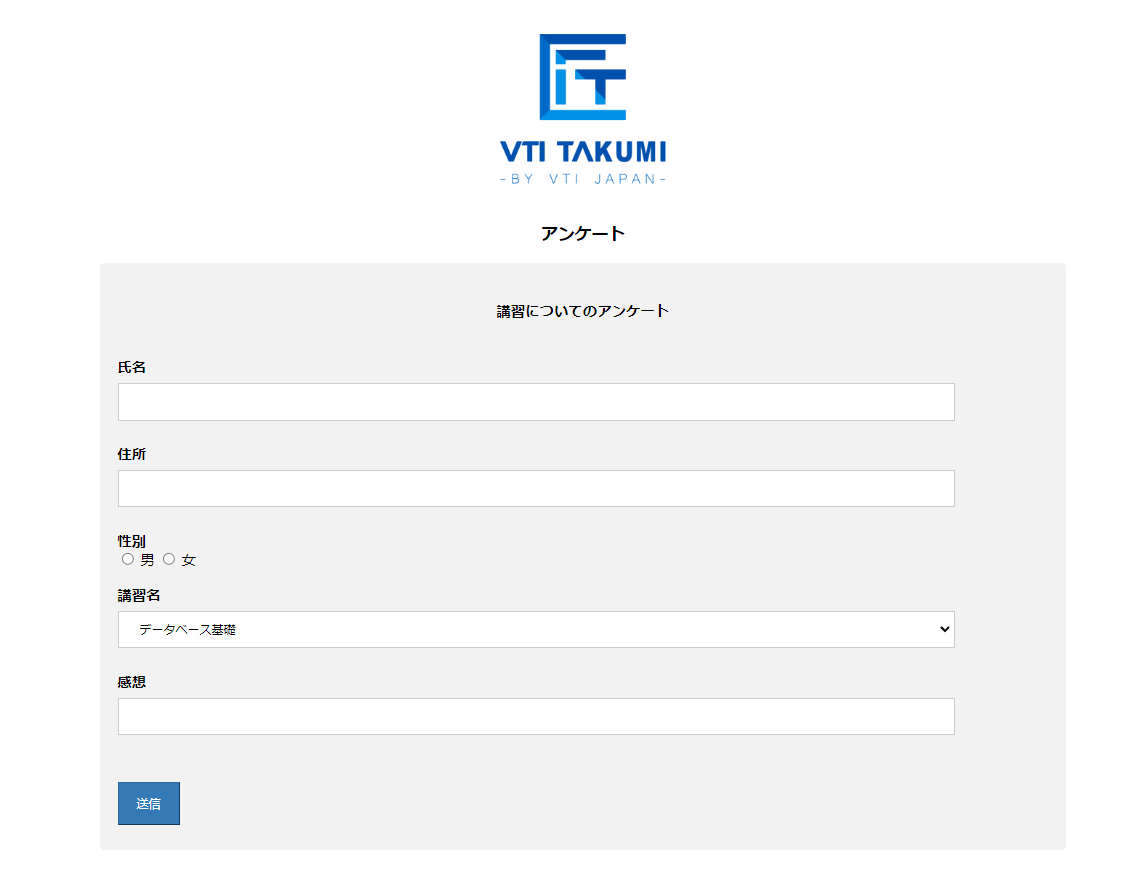 VTI TAKUMI
-BY VTI JAPAN-
アンケート
講習についてのアンケート
氏名
住所
性別
男 女
講習名
データベース基礎
感想
送信